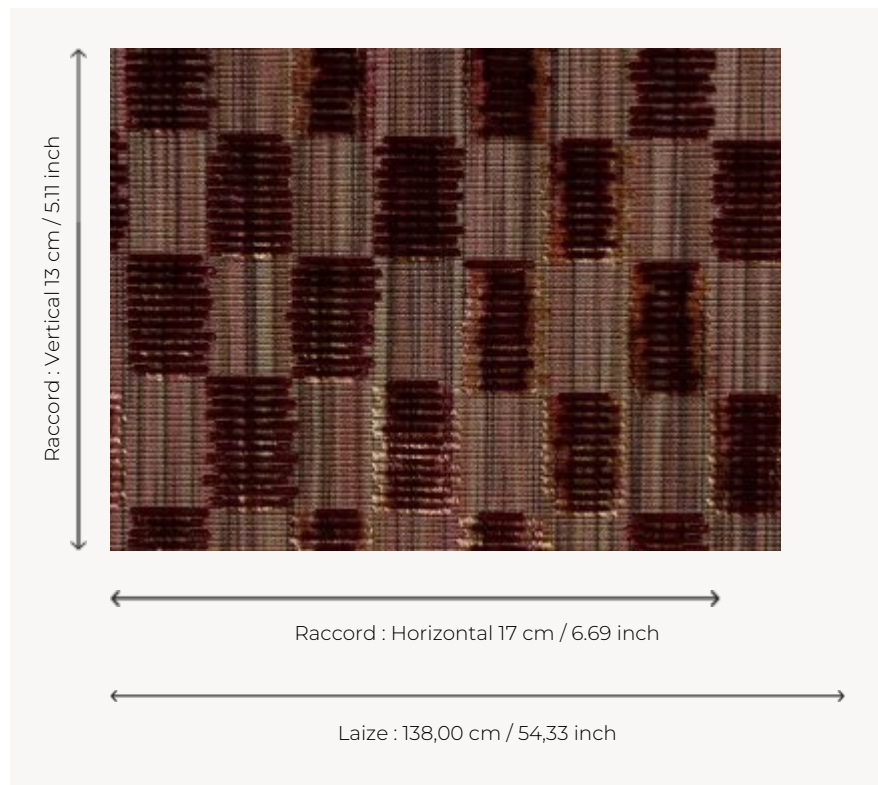 Raccord : Vertical 13 cm / 5.11 inch
Raccord : Horizontal 17 cm / 6.69 inch
Laize : 138,00 cm / 54,33 inch